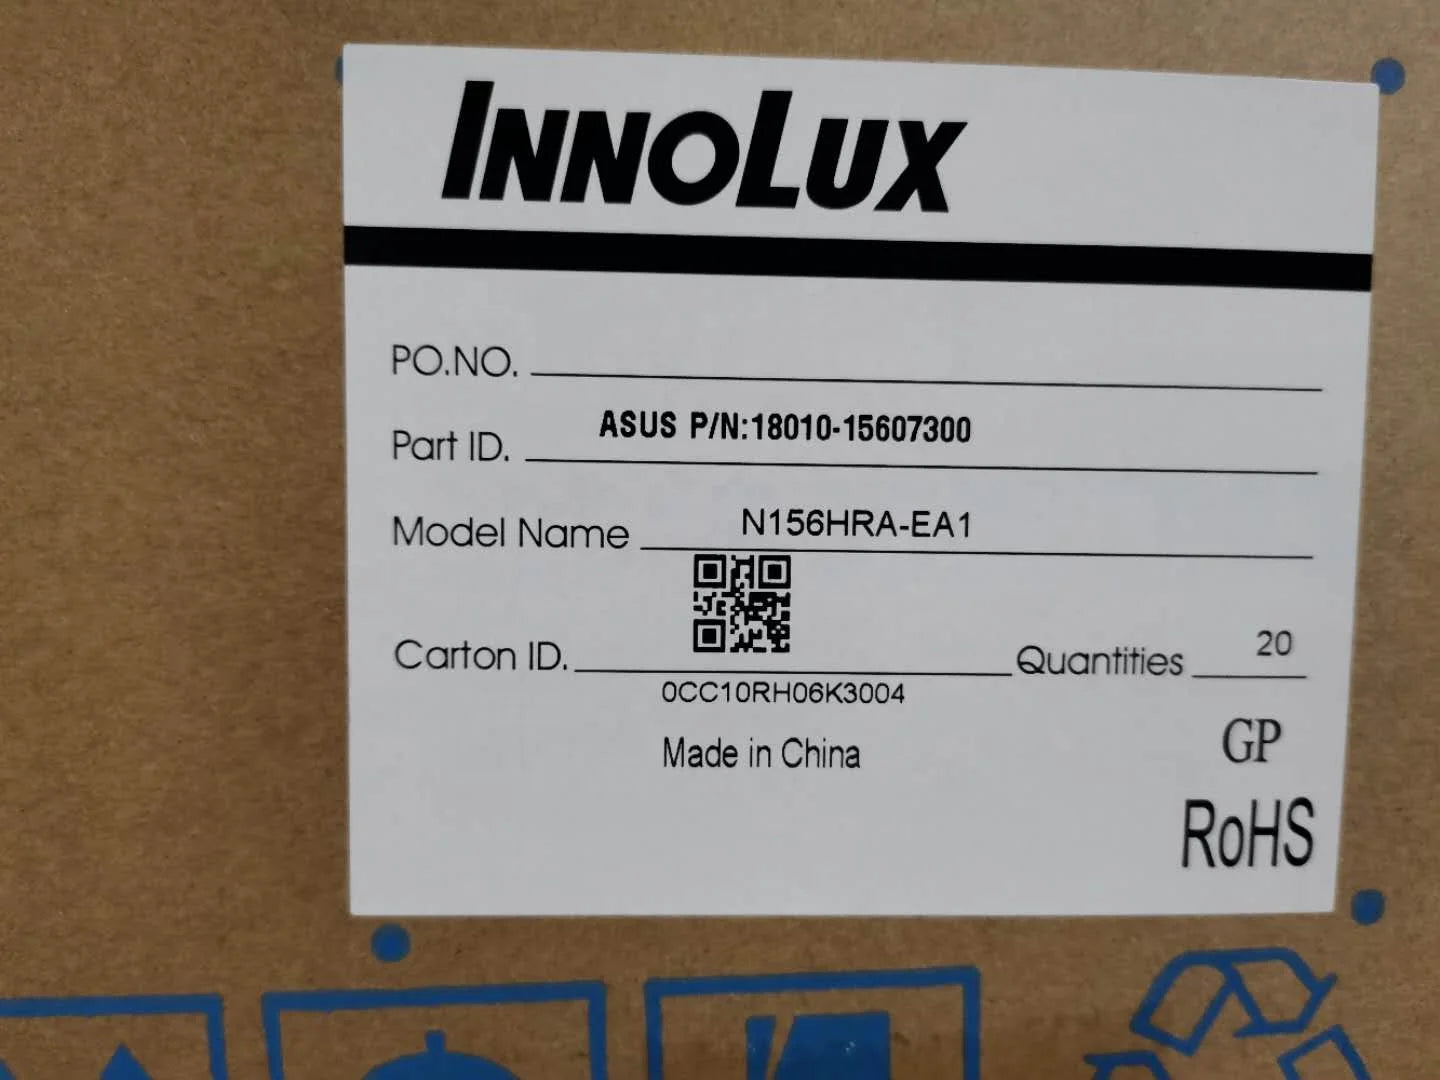 INNOLUX
PO.NO.
Part ID. ASUS P/N:18010-15607300
Model Name N156HRA-EA1
Carton ID. Quantities 20
0CC10RH06K3004
Made in China
GP
RoHS